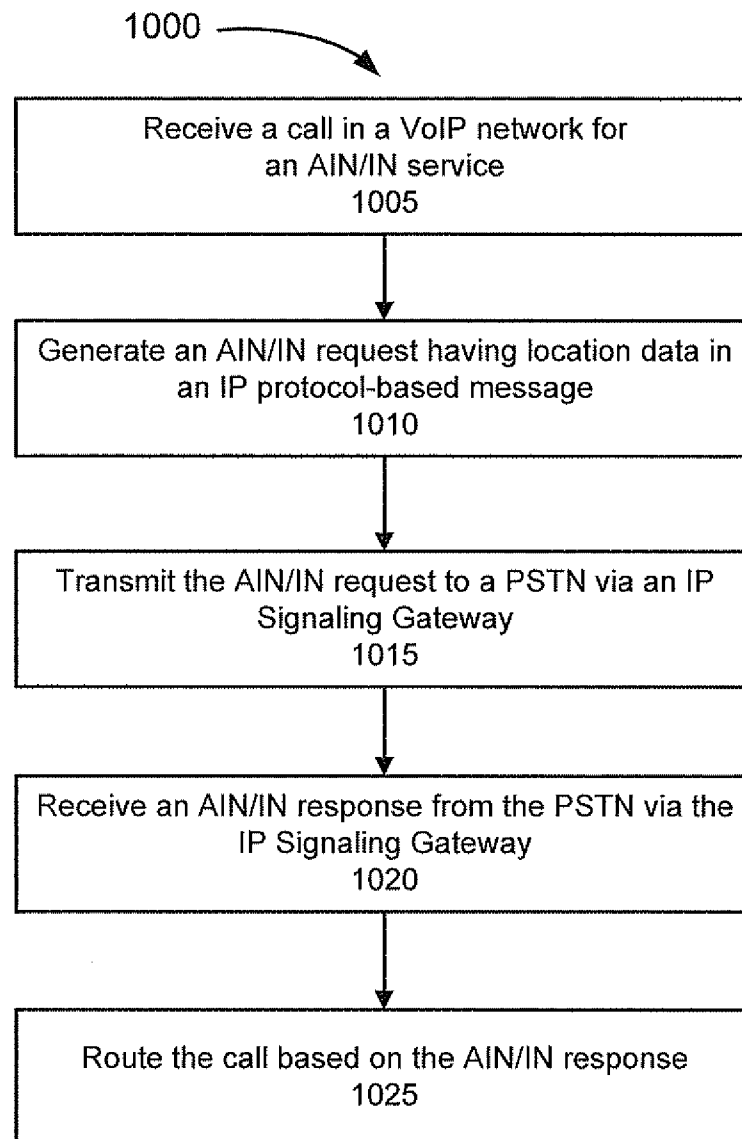 1000
Receive a call in a VoIP network for
an AIN/IN service
1005
Generate an AIN/IN request having location data in
an IP protocol-based message
1010
Transmit the AIN/IN request to a PSTN via an IP
Signaling Gateway
1015
Receive an AIN/IN response from the PSTN via the
IP Signaling Gateway
1020
Route the call based on the AIN/IN response
1025